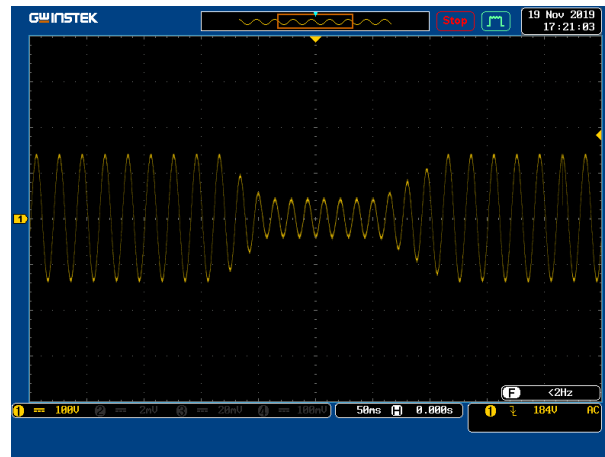 GWINSTEK
Stop
19 Nov 2019
17:21:03
1
F <2Hz
1 100V 2 2mV 3 20mV 4 100mV 50ms H 0.000s 1 184V AC